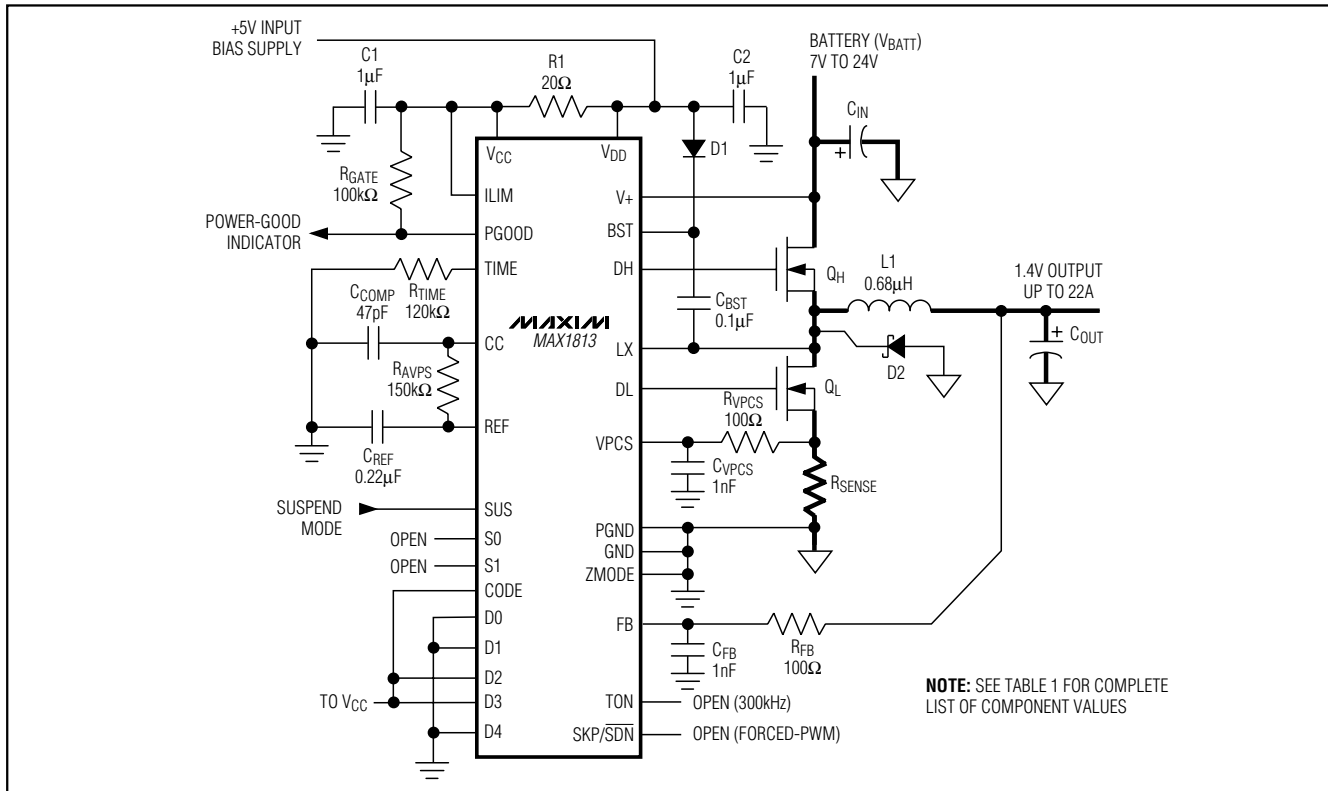 +5V INPUT
BIAS SUPPLY
C1
1µF
R1
20Ω
C2
1µF
BATTERY (VBATT)
7V TO 24V
CIN
+
D1
VCC
VDD
RGATE
100kΩ
ILIM
V+
POWER-GOOD
INDICATOR
PGOOD
BST
TIME
DH
QH
L1
0.68µH
1.4V OUTPUT
UP TO 22A
RTIME
120kΩ
CCOMP
47pF
CBST
0.1µF
+
COUT
MAXIM
MAX1813
CC
LX
D2
RAVPS
150kΩ
DL
QL
RVPCS
100Ω
REF
VPCS
CREF
0.22µF
CVPCS
1nF
RSENSE
SUSPEND
MODE
SUS
PGND
OPEN
S0
GND
OPEN
S1
ZMODE
CODE
D0
FB
D1
CFB
1nF
RFB
100Ω
D2
TO VCC
D3
TON
OPEN (300kHz)
D4
SKP/SDN
OPEN (FORCED-PWM)
NOTE: SEE TABLE 1 FOR COMPLETE
LIST OF COMPONENT VALUES